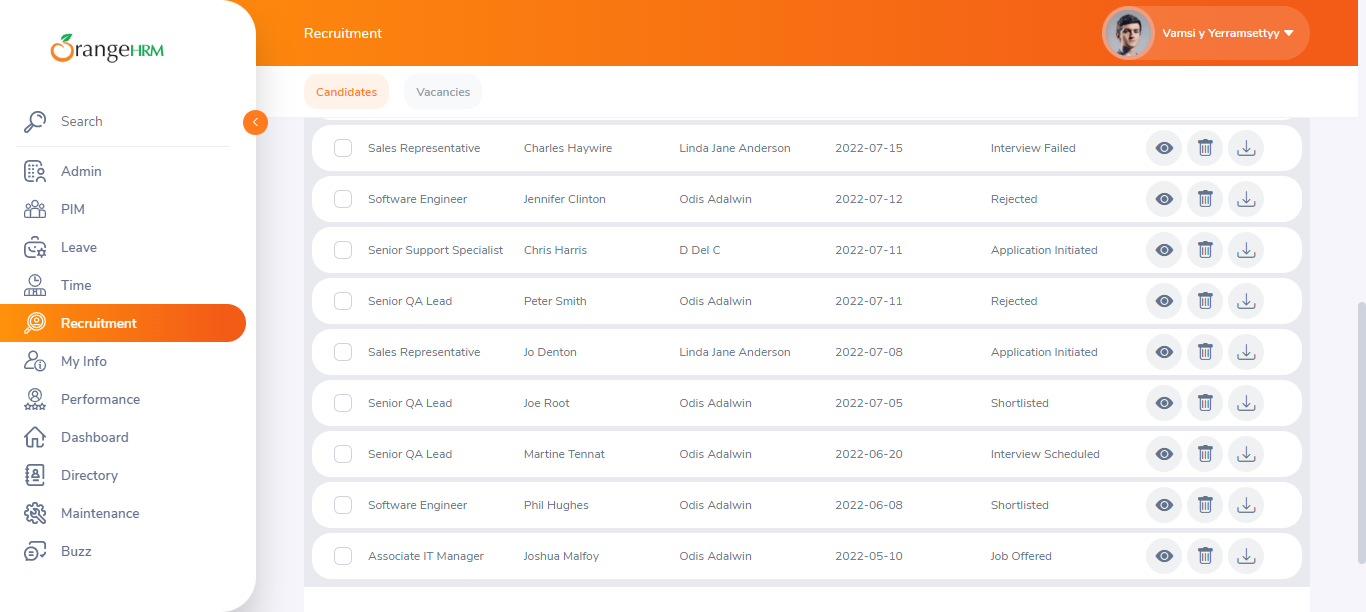 OrangeHRM
Search
Admin
PIM
Leave
Time
Recruitment
My Info
Performance
Dashboard
Directory
Maintenance
Buzz
Recruitment
Vamsi y Yerramsettyy
Candidates Vacancies
Sales Representative Charles Haywire Linda Jane Anderson 2022-07-15 Interview Failed
Software Engineer Jennifer Clinton Odis Adalwin 2022-07-12 Rejected
Senior Support Specialist Chris Harris D Del C 2022-07-11 Application Initiated
Senior QA Lead Peter Smith Odis Adalwin 2022-07-11 Rejected
Sales Representative Jo Denton Linda Jane Anderson 2022-07-08 Application Initiated
Senior QA Lead Joe Root Odis Adalwin 2022-07-05 Shortlisted
Senior QA Lead Martine Tennat Odis Adalwin 2022-06-20 Interview Scheduled
Software Engineer Phil Hughes Odis Adalwin 2022-06-08 Shortlisted
Associate IT Manager Joshua Malfoy Odis Adalwin 2022-05-10 Job Offered